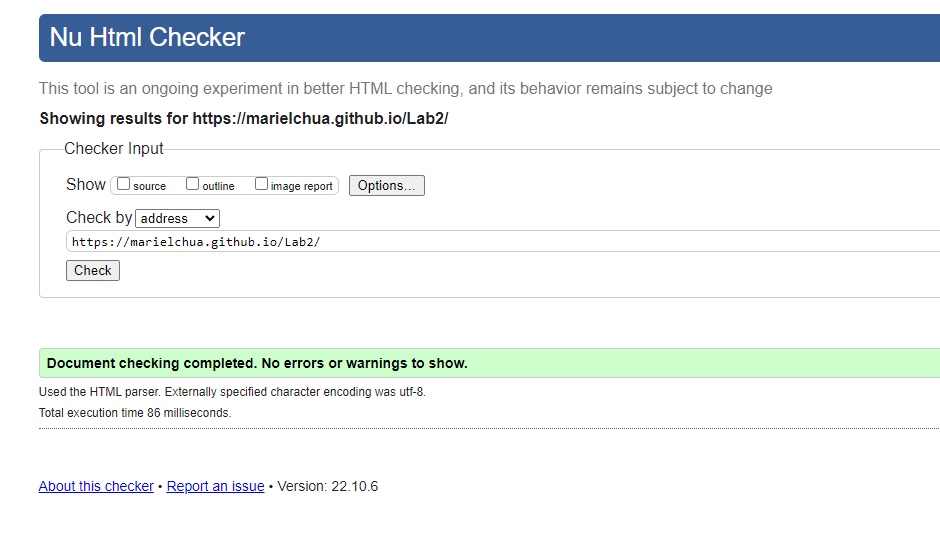 Nu Html Checker
This tool is an ongoing experiment in better HTML checking, and its behavior remains subject to change
Showing results for https://marielchua.github.io/Lab2/
Checker Input
Show source outline image report Options...
Check by address
https://marielchua.github.io/Lab2/
Check
Document checking completed. No errors or warnings to show.
Used the HTML parser. Externally specified character encoding was utf-8.
Total execution time 86 milliseconds.
About this checker • Report an issue • Version: 22.10.6